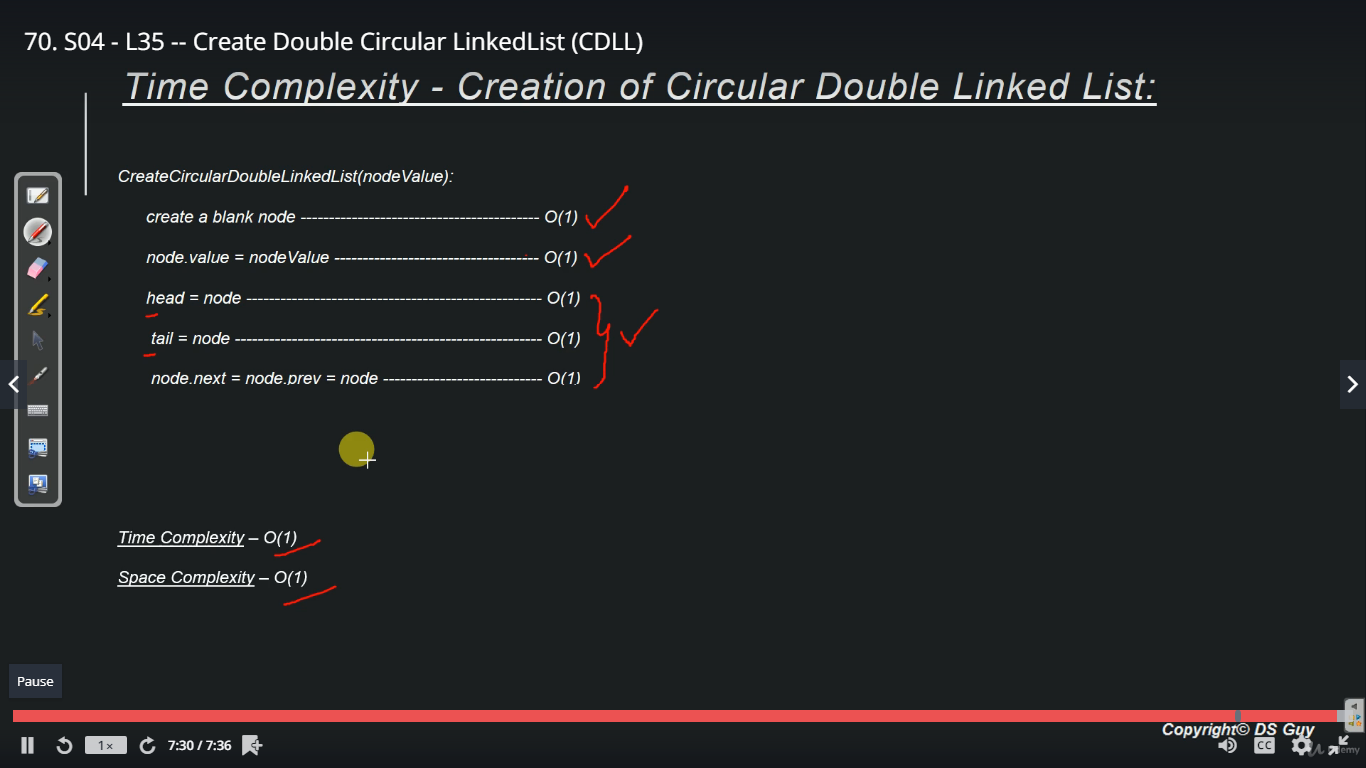 70. S04 - L35 -- Create Double Circular LinkedList (CDLL)
Time Complexity - Creation of Circular Double Linked List:
CreateCircularDoubleLinkedList(nodeValue):
create a blank node ------------------------------------------ O(1)
node.value = nodeValue ------------------------------------ O(1)
head = node ---------------------------------------------------- O(1)
tail = node ------------------------------------------------------ O(1)
node.next = node.prev = node ---------------------------- O(1)
Time Complexity – O(1)
Space Complexity – O(1)
Pause
Copyright© DS Guy
1×
7:30 / 7:36
CC